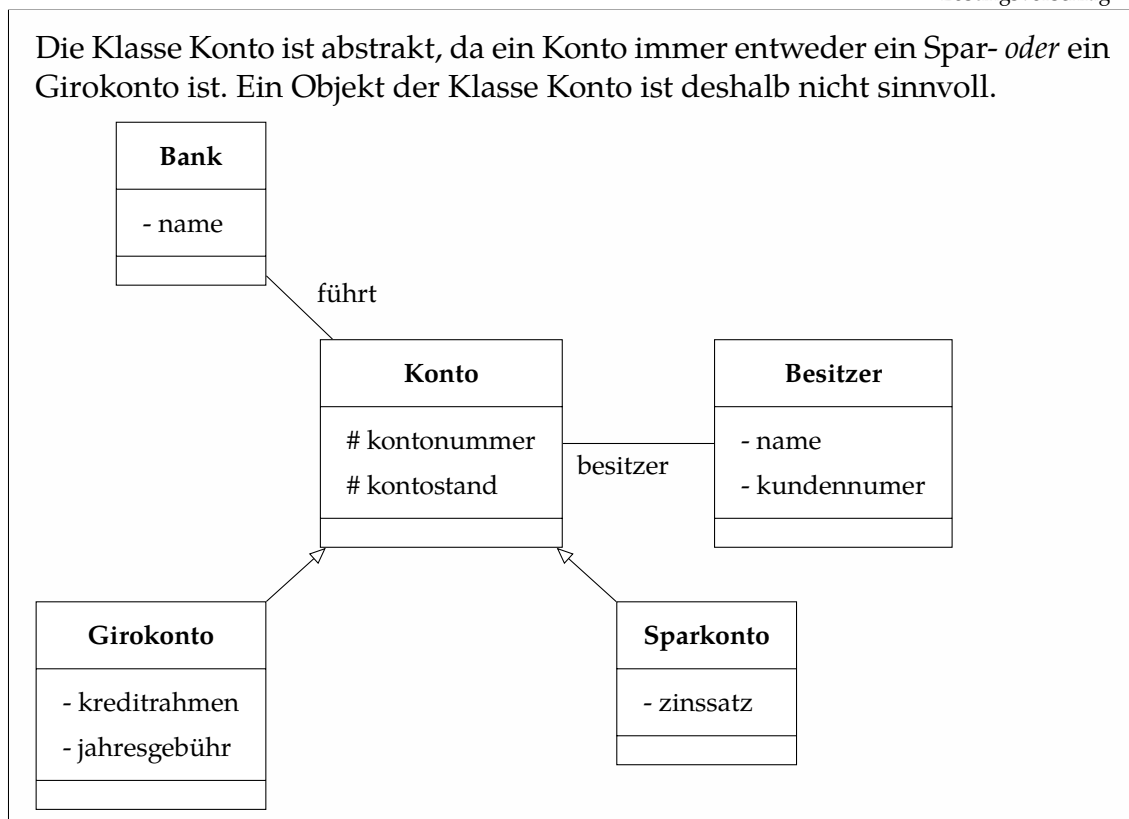 Die Klasse Konto ist abstrakt, da ein Konto immer entweder ein Spar- oder ein
Girokonto ist. Ein Objekt der Klasse Konto ist deshalb nicht sinnvoll.
Bank
- name
führt
Konto
# kontonummer
# kontostand
besitzer
Besitzer
- name
- kundennumer
Girokonto
- kreditrahmen
- jahresgebühr
Sparkonto
- zinssatz